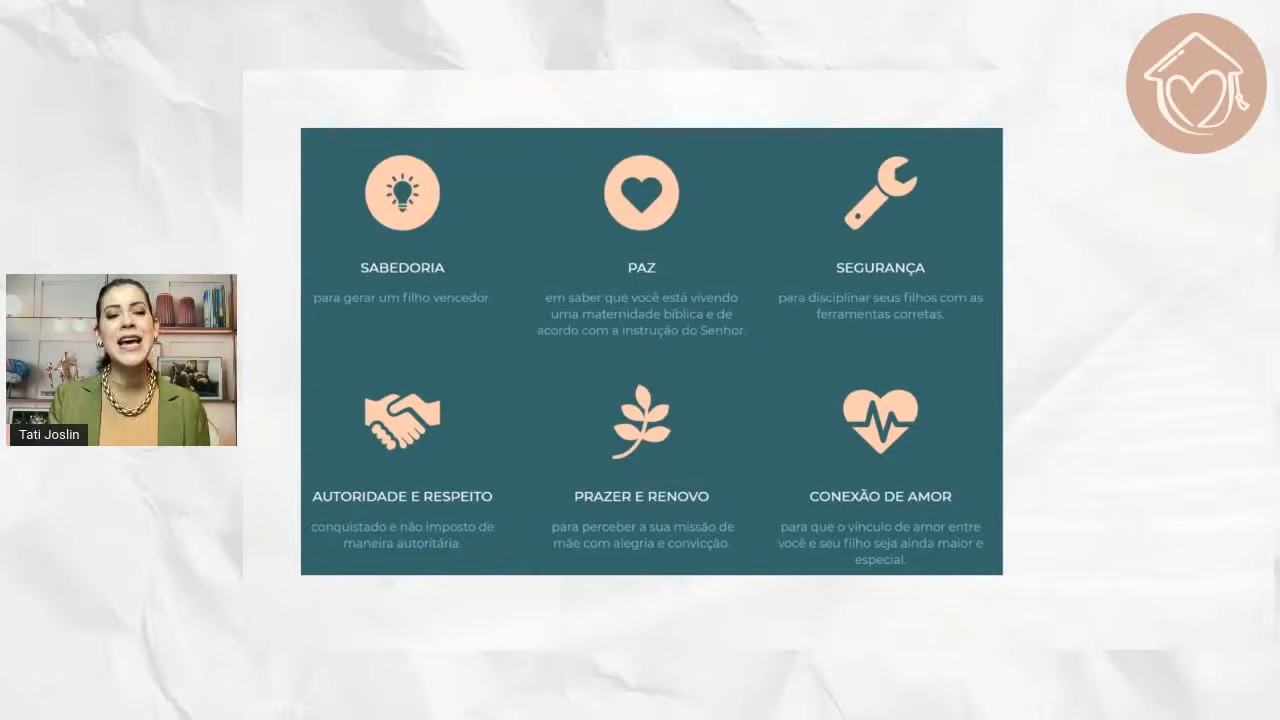 SABEDORIA
para gerar um filho vencedor.
PAZ
em saber que você está vivendo
uma maternidade bíblica e de
acordo com a instrução do Senhor.
SEGURANÇA
para disciplinar seus filhos com as
ferramentas corretas.
AUTORIDADE E RESPEITO
conquistado e não imposto de
maneira autoritária.
PRAZER E RENOVO
para perceber a sua missão de
mãe com alegria e convicção.
CONEXÃO DE AMOR
para que o vínculo de amor entre
você e seu filho seja ainda maior e
especial.
Tati Joslin